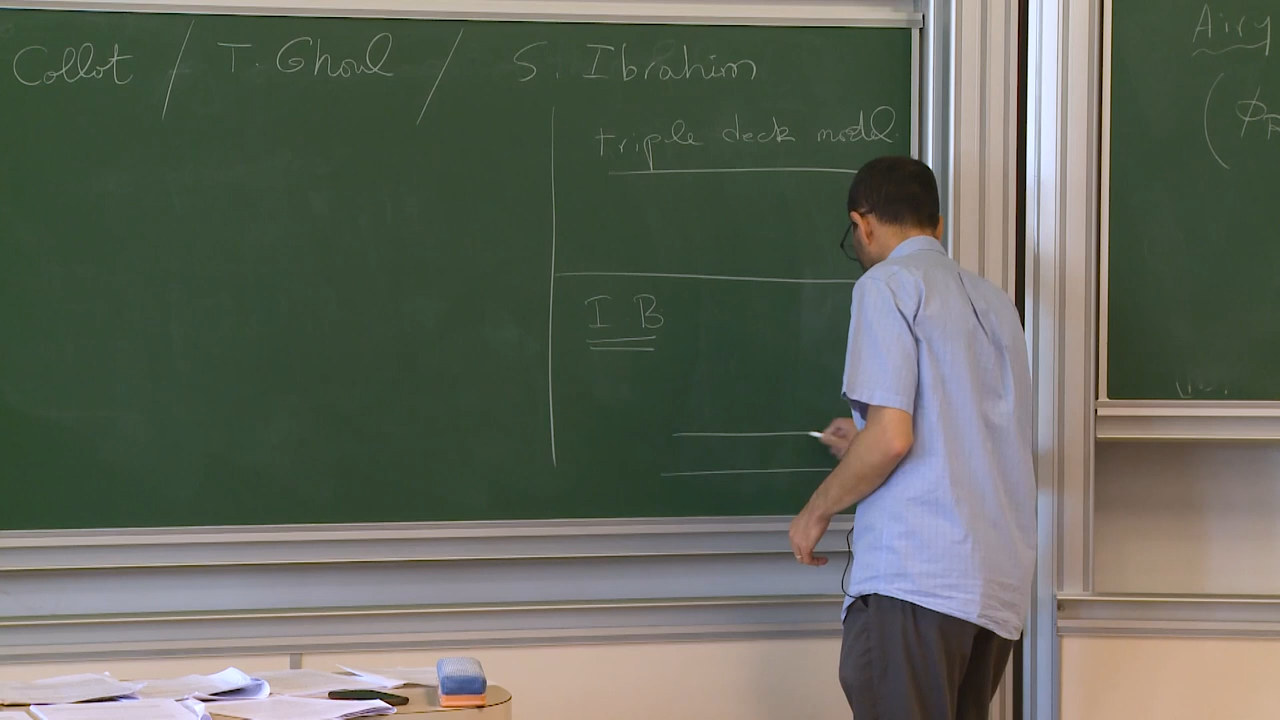 Collot / T. Ghoul / S. Ibrahim
triple deck model
I B
Airy
(ϕ